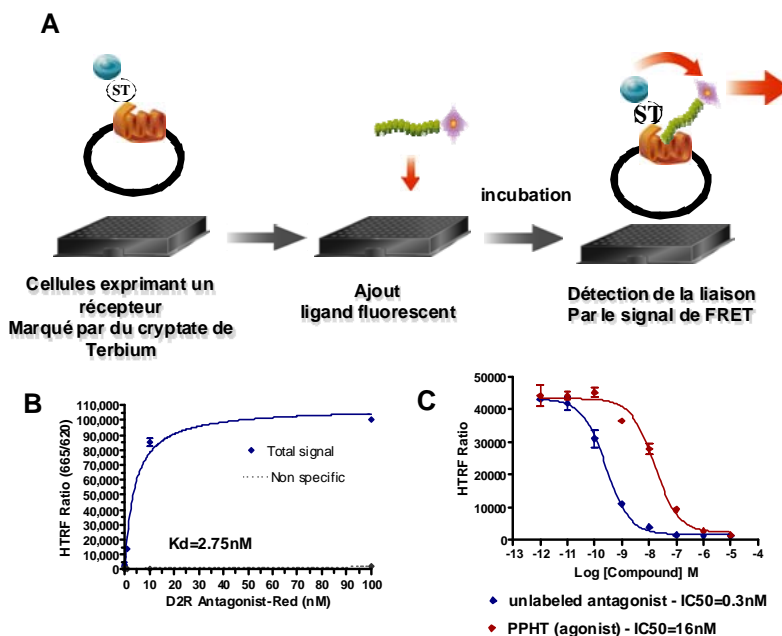 A
ST
ST
incubation
Cellules exprimant un
récepteur
Marqué par du cryptate de
Terbium
Ajout
ligand fluorescent
Détection de la liaison
Par le signal de FRET
B
HTRF Ratio (665/620)
110,000
100,000
90,000
80,000
70,000
60,000
50,000
40,000
30,000
20,000
10,000
0
Total signal
Non specific
Kd=2.75nM
0 10 20 30 40 50 60 70 80 90 100
D2R Antagonist-Red (nM)
C
HTRF Ratio
50000
40000
30000
20000
10000
0
-13 -12 -11 -10 -9 -8 -7 -6 -5 -4
Log [Compound] M
unlabeled antagonist - IC50=0.3nM
PPHT (agonist) - IC50=16nM